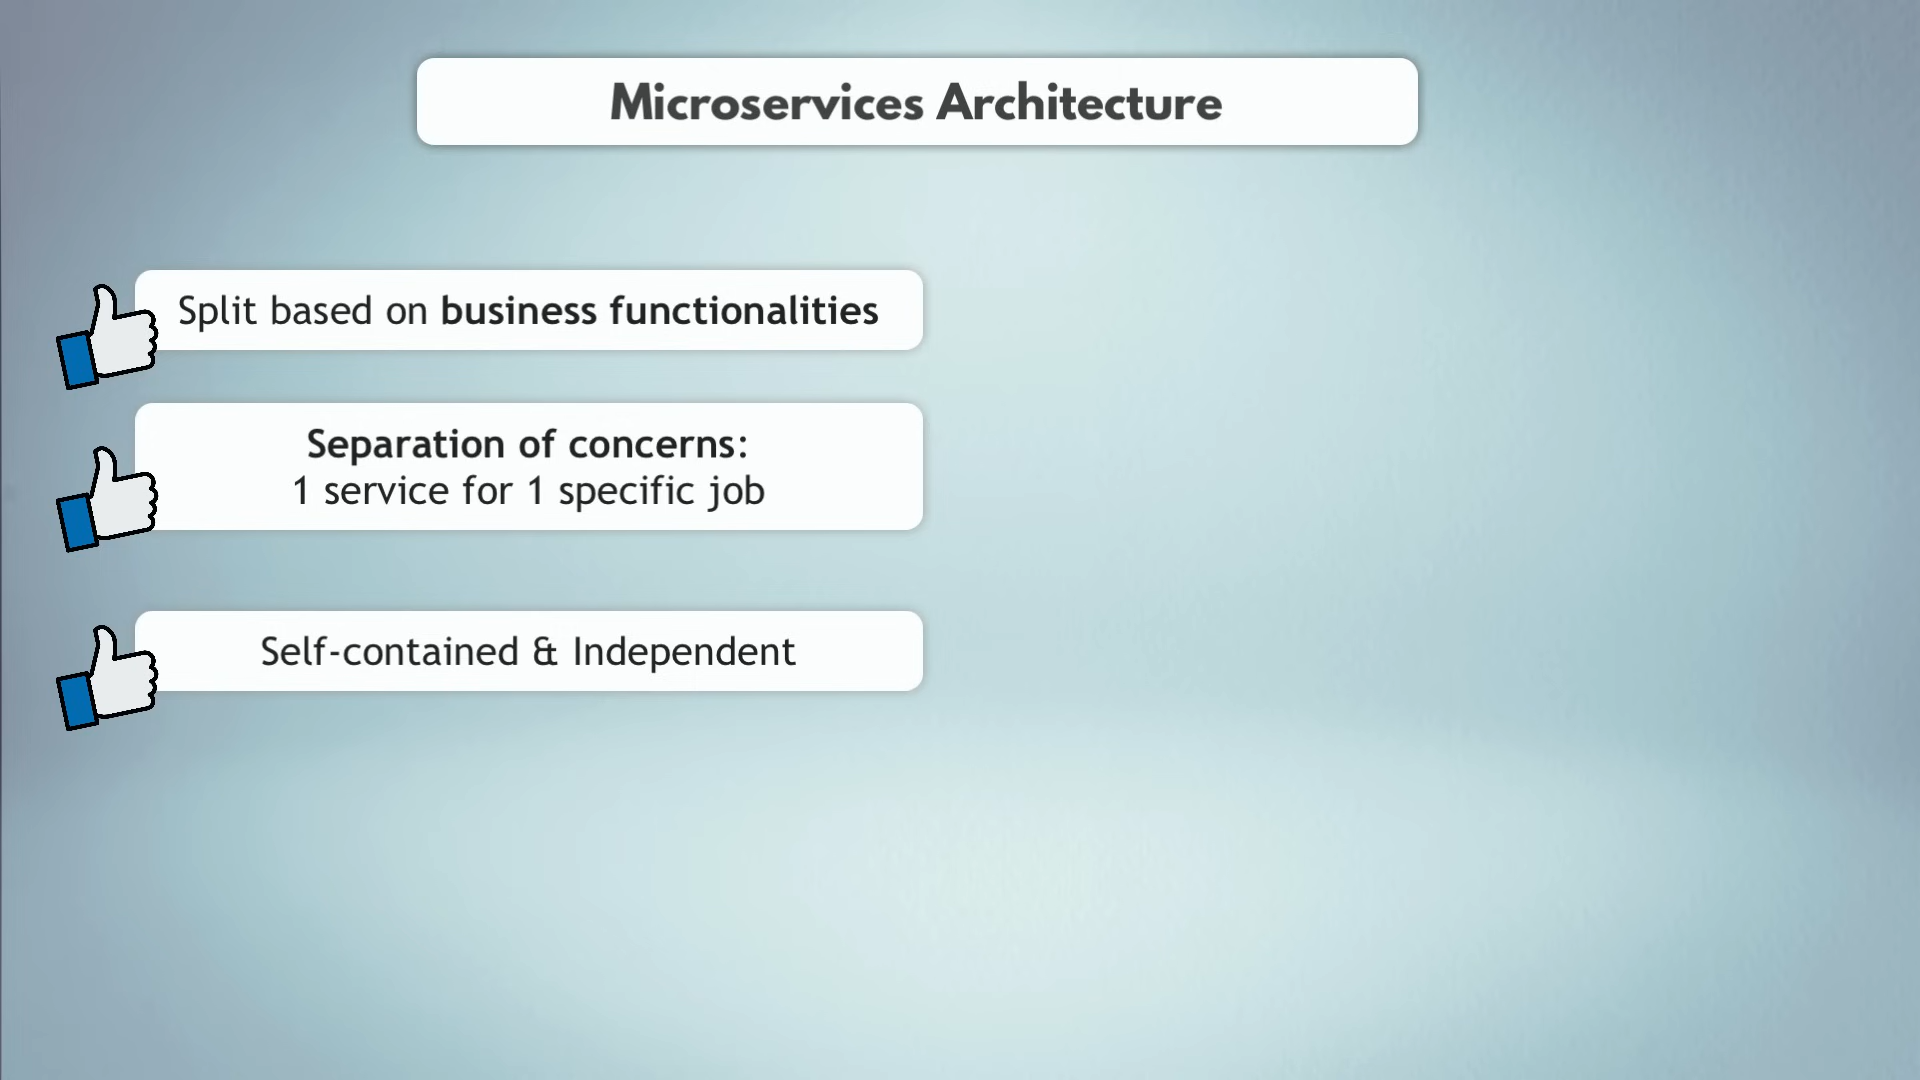 Microservices Architecture
Split based on business functionalities
Separation of concerns:
1 service for 1 specific job
Self-contained & Independent